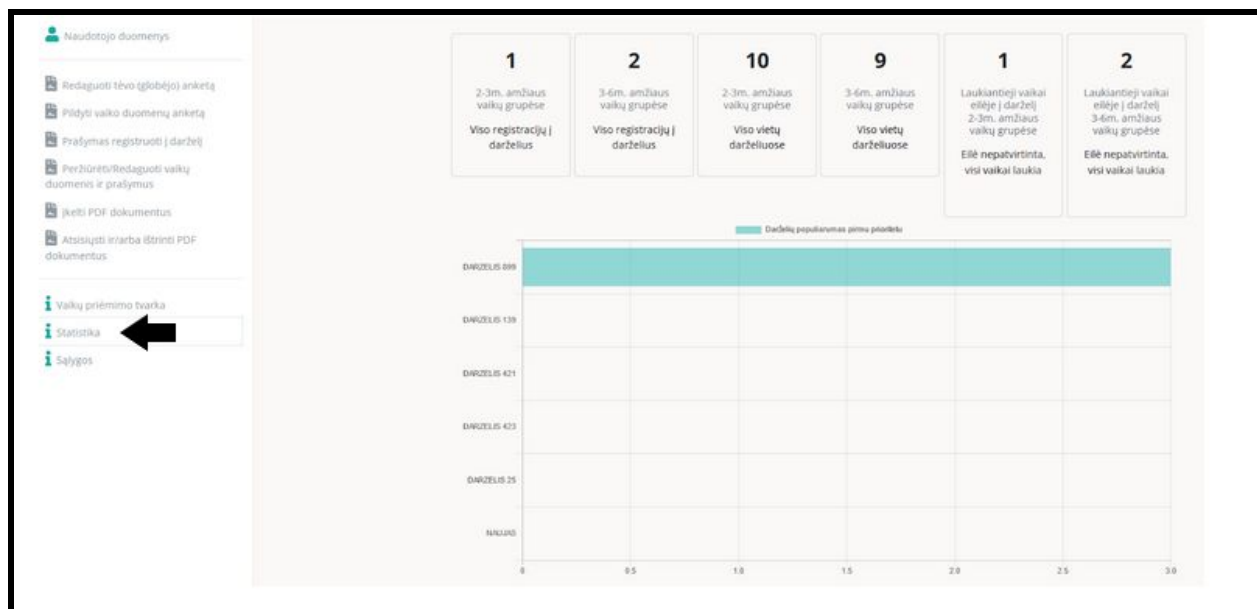 Naudotojo duomenys
Redaguoti tėvo (globėjo) anketą
Pildyti vaiko duomenų anketą
Prašymas registruoti į darželį
Peržiūrėti/Redaguoti vaikų
duomenis ir prašymus
Įkelti PDF dokumentus
Atsisiųsti ir/arba ištrinti PDF
dokumentus
Vaikų priėmimo tvarka
Statistika
Sąlygos
1
2-3m. amžiaus
vaikų grupėse
Viso registracijų į
darželius
2
3-6m. amžiaus
vaikų grupėse
Viso registracijų į
darželius
10
2-3m. amžiaus
vaikų grupėse
Viso vietų
darželiuose
9
3-6m. amžiaus
vaikų grupėse
Viso vietų
darželiuose
1
Laukiantieji vaikai
eilėje į darželį
2-3m. amžiaus
vaikų grupėse
Eilė nepatvirtinta,
visi vaikai laukia
2
Laukiantieji vaikai
eilėje į darželį
3-6m. amžiaus
vaikų grupėse
Eilė nepatvirtinta,
visi vaikai laukia
Darželių populiarumas pirmu prioritetu
DARZELIS 899
DARZELIS 139
DARZELIS 421
DARZELIS 423
DARZELIS 25
NAUJAS
0 0.5 1.0 1.5 2.0 2.5 3.0